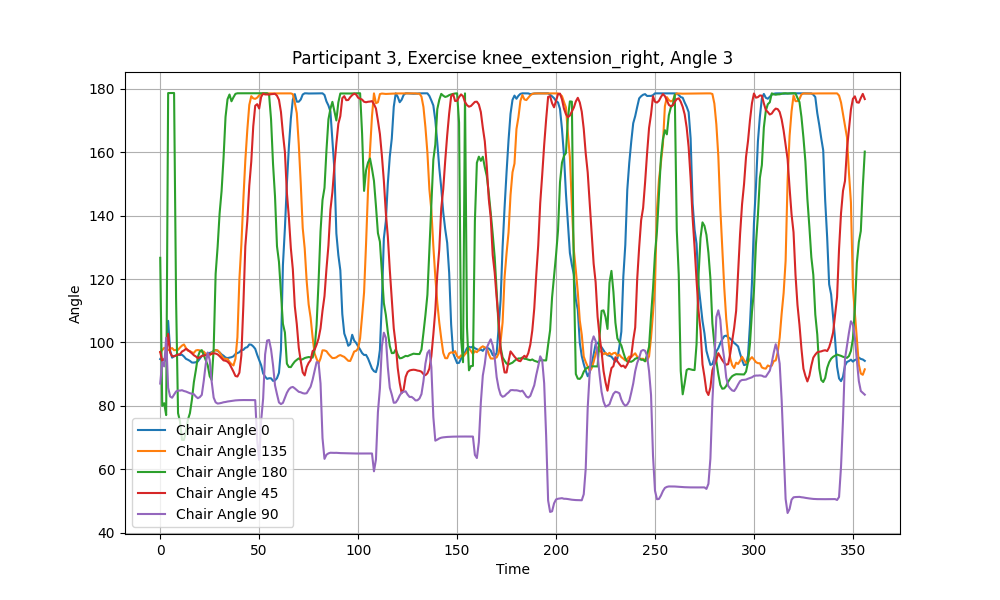 Participant 3, Exercise knee_extension_right, Angle 3
Angle
180
160
140
120
100
80
60
40
Chair Angle 0
Chair Angle 135
Chair Angle 180
Chair Angle 45
Chair Angle 90
0 50 100 150 200 250 300 350
Time